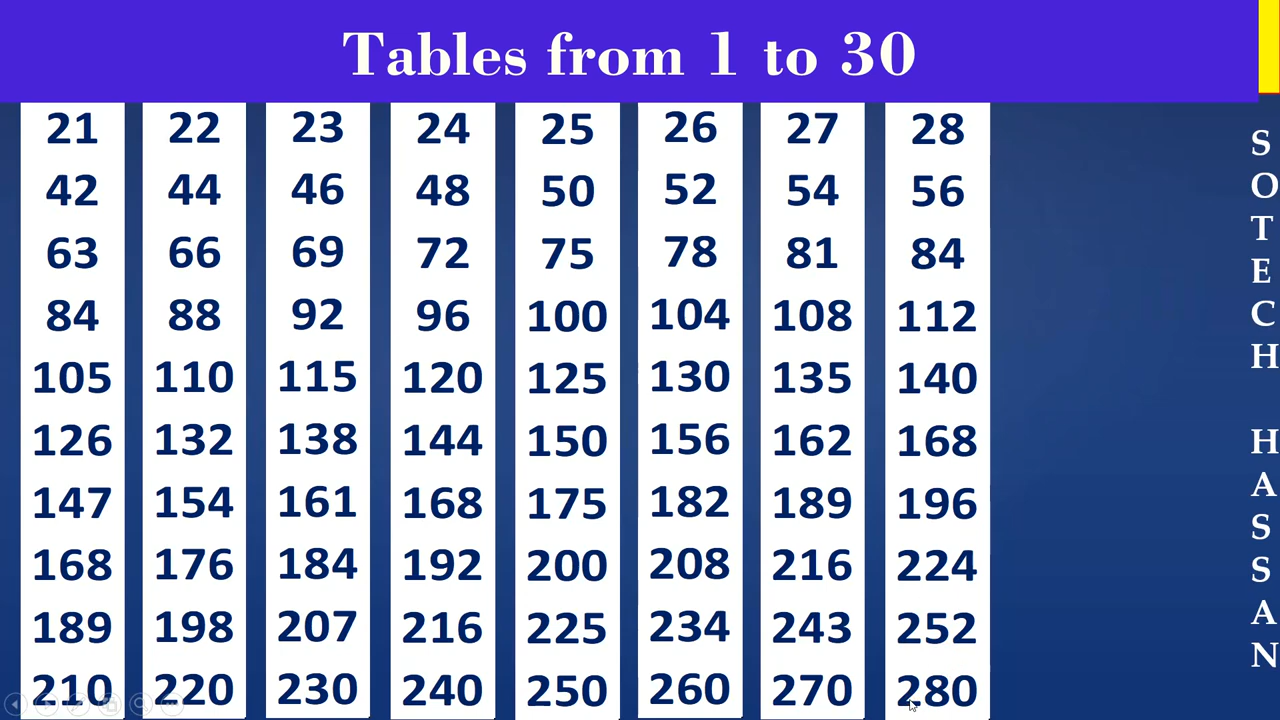 Tables from 1 to 30
21 22 23 24 25 26 27 28
42 44 46 48 50 52 54 56
63 66 69 72 75 78 81 84
84 88 92 96 100 104 108 112
105 110 115 120 125 130 135 140
126 132 138 144 150 156 162 168
147 154 161 168 175 182 189 196
168 176 184 192 200 208 216 224
189 198 207 216 225 234 243 252
210 220 230 240 250 260 270 280
SOTECH HASSAN